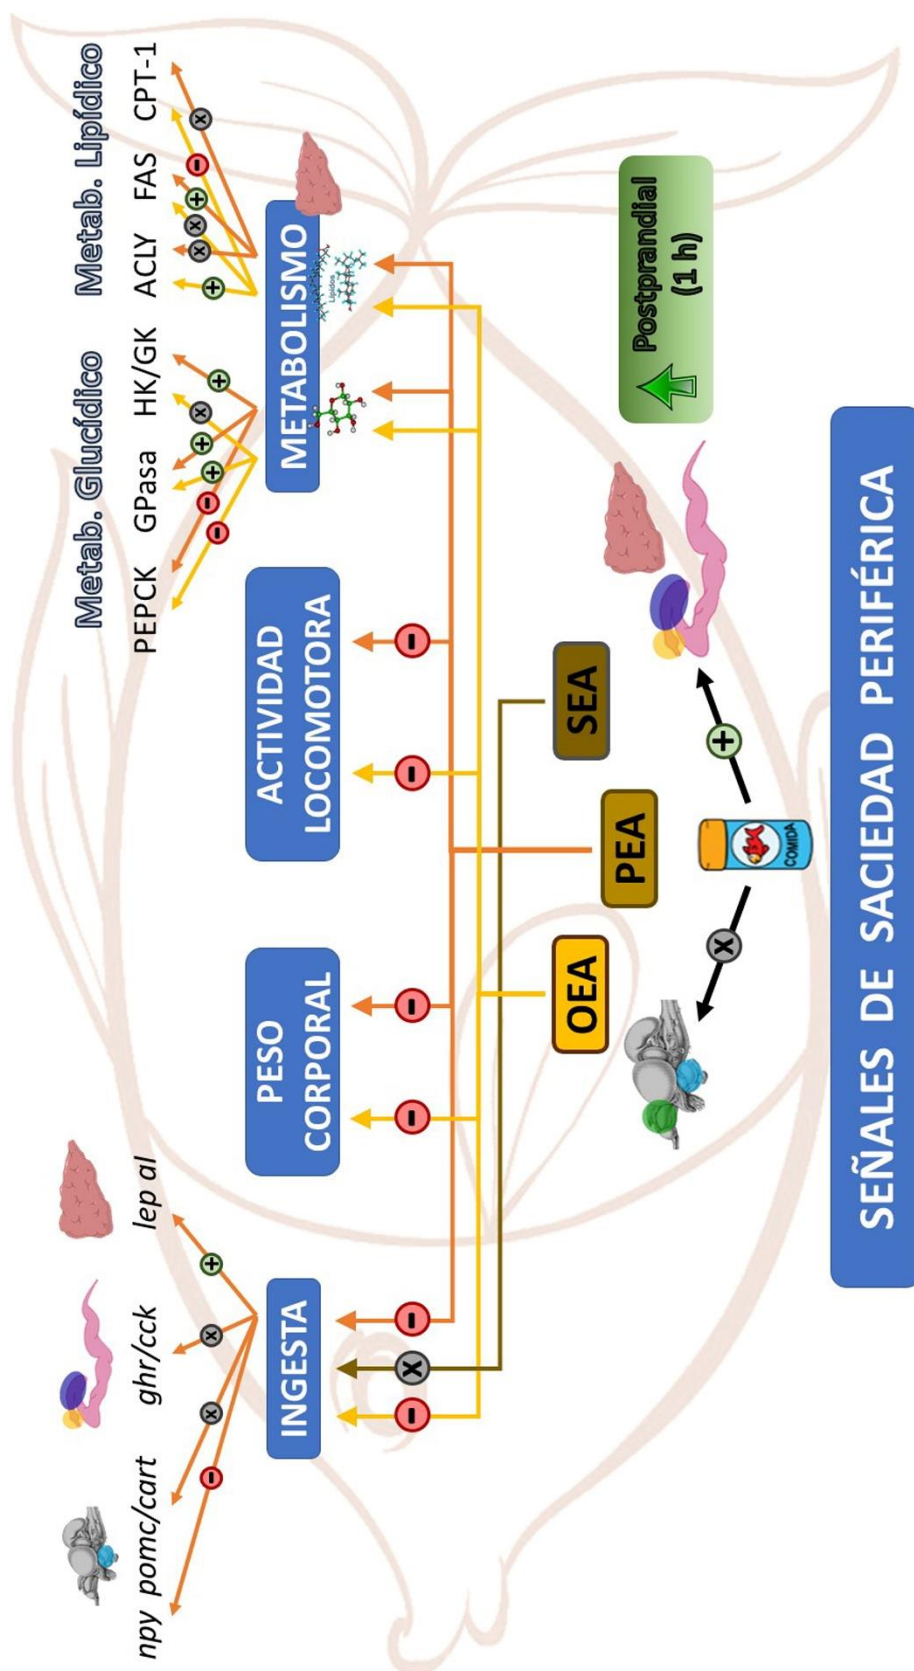 Metab. Glucídico
Metab. Lipídico
npy
pomc/cart
ghr/cck
lep aI
PEPCK
GPasa
HK/GK
ACLY
FAS
CPT-1
-
x
x
+
-
-
+
+
x
+
+
x
x
+
-
x
INGESTA
PESO
CORPORAL
ACTIVIDAD
LOCOMOTORA
METABOLISMO
Lípidos
-
x
-
-
-
-
-
OEA
PEA
SEA
Postprandial
(1 h)
x
+
COMIDA
SEÑALES DE SACIEDAD PERIFÉRICA